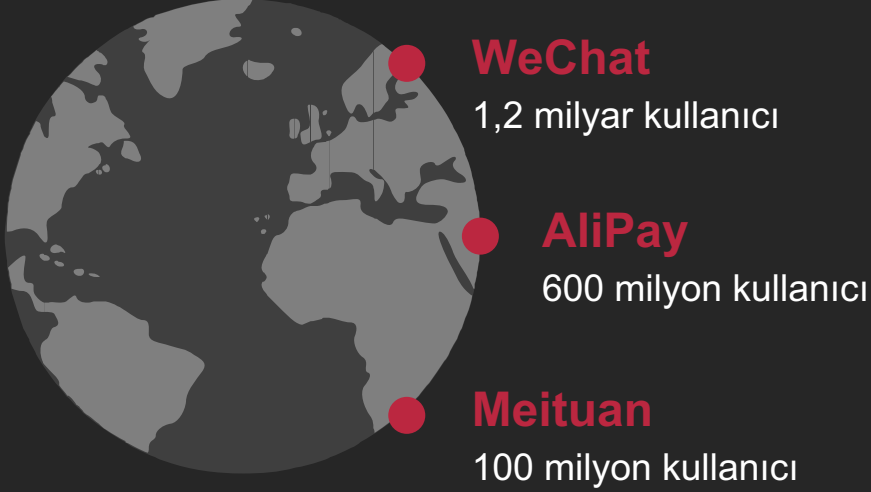 WeChat
1,2 milyar kullanıcı
AliPay
600 milyon kullanıcı
Meituan
100 milyon kullanıcı